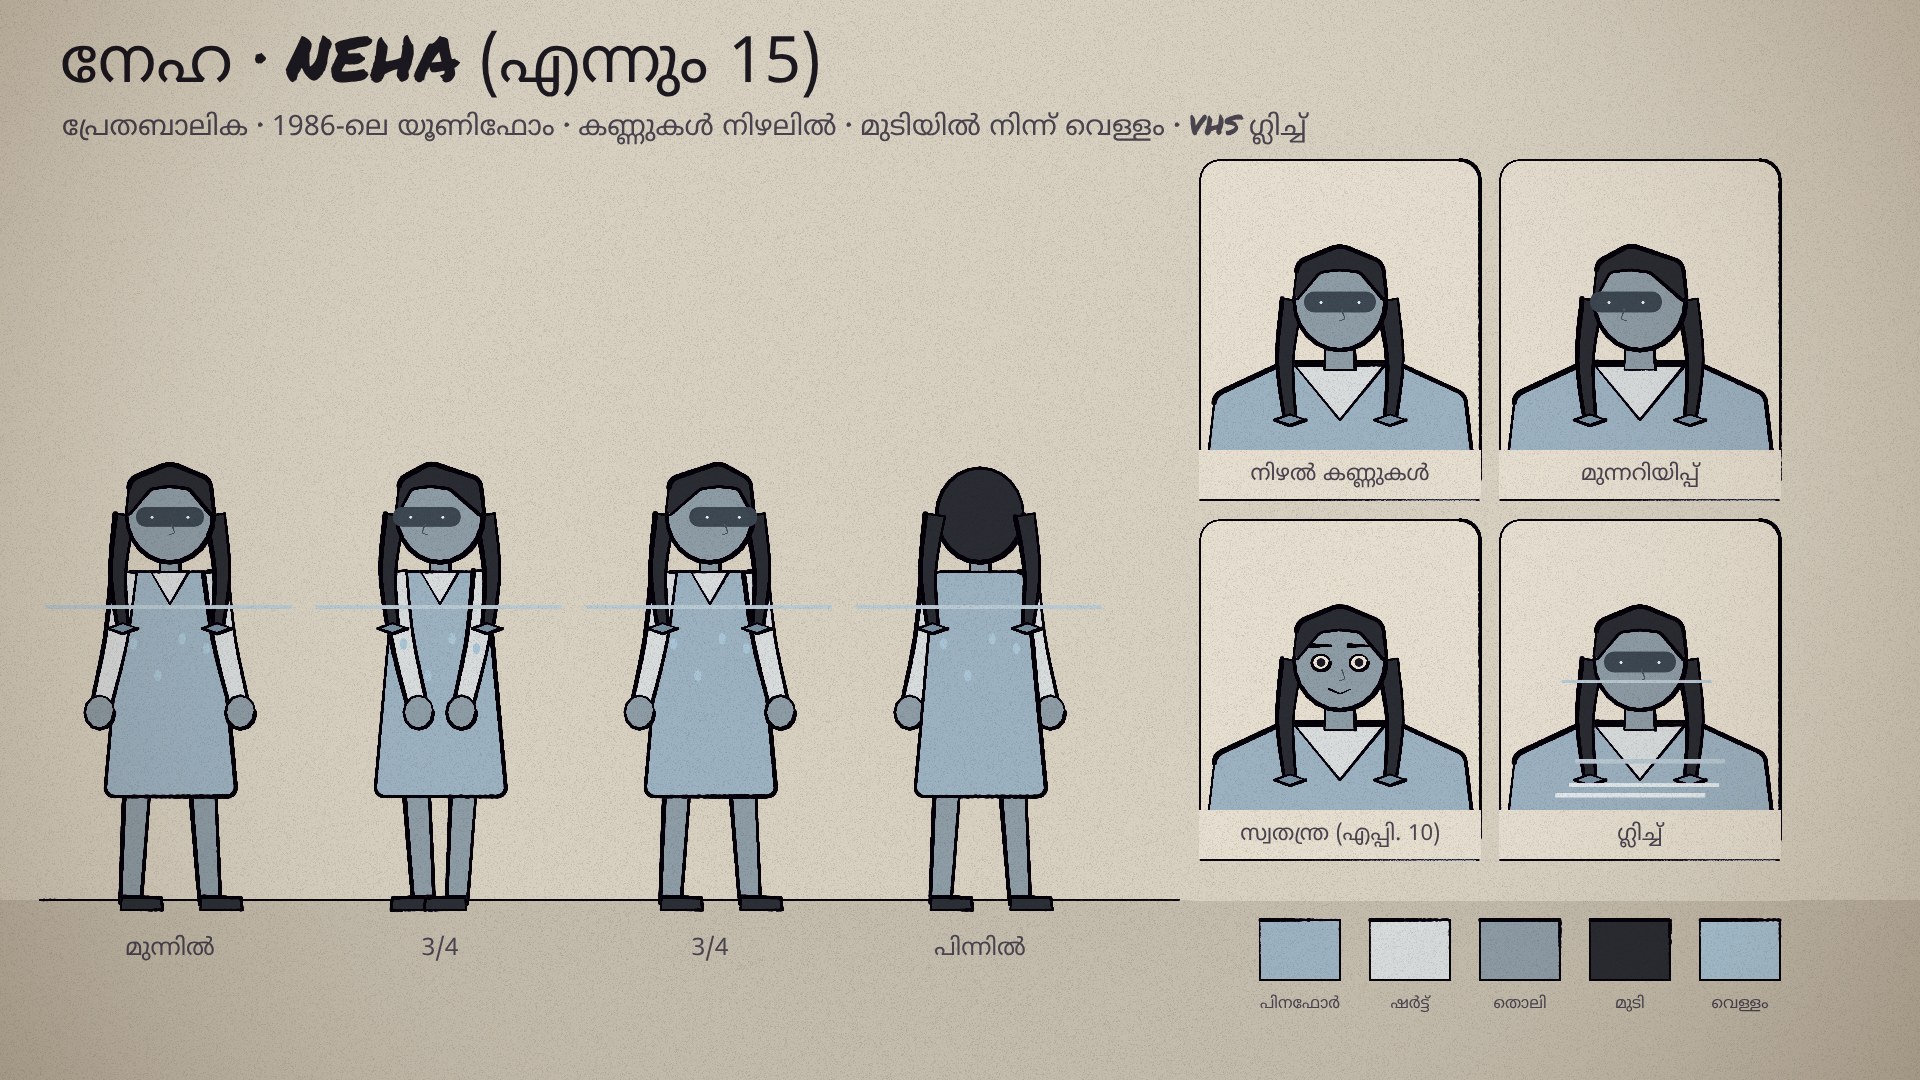 നേഹ · NEHA (എന്നും 15)
പ്രേതബാലിക · 1986-ലെ യൂണിഫോം · കണ്ണുകൾ നിഴലിൽ · മുടിയിൽ നിന്ന് വെള്ളം · VHS ഗ്ലിച്ച്
നിഴൽ കണ്ണുകൾ
മുന്നറിയിപ്പ്
സ്വതന്ത്ര (എപ്പി. 10)
ഗ്ലിച്ച്
മുന്നിൽ
3/4
3/4
പിന്നിൽ
പിനഫോർ
ഷർട്ട്
തൊലി
മുടി
വെള്ളം